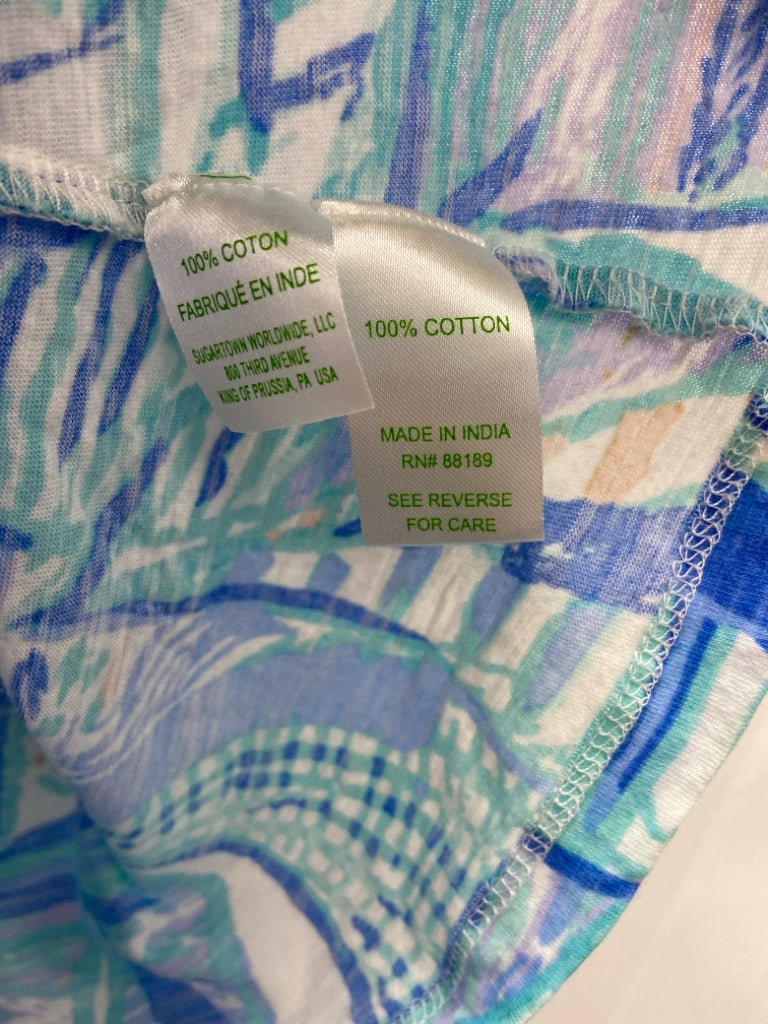 100% COTON
FABRIQUÉ EN INDE
SUGARTOWN WORLDWIDE, LLC
800 THIRD AVENUE
KING OF PRUSSIA, PA USA
100% COTTON
MADE IN INDIA
RN# 88189
SEE REVERSE
FOR CARE